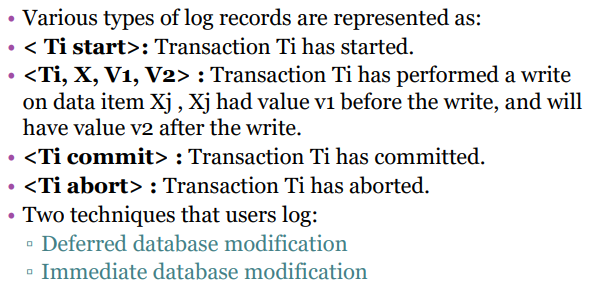 • Various types of log records are represented as:
• < Ti start>: Transaction Ti has started.
• <Ti, X, V1, V2> : Transaction Ti has performed a write
on data item Xj , Xj had value v1 before the write, and will
have value v2 after the write.
• <Ti commit> : Transaction Ti has committed.
• <Ti abort> : Transaction Ti has aborted.
• Two techniques that users log:
▫ Deferred database modification
▫ Immediate database modification